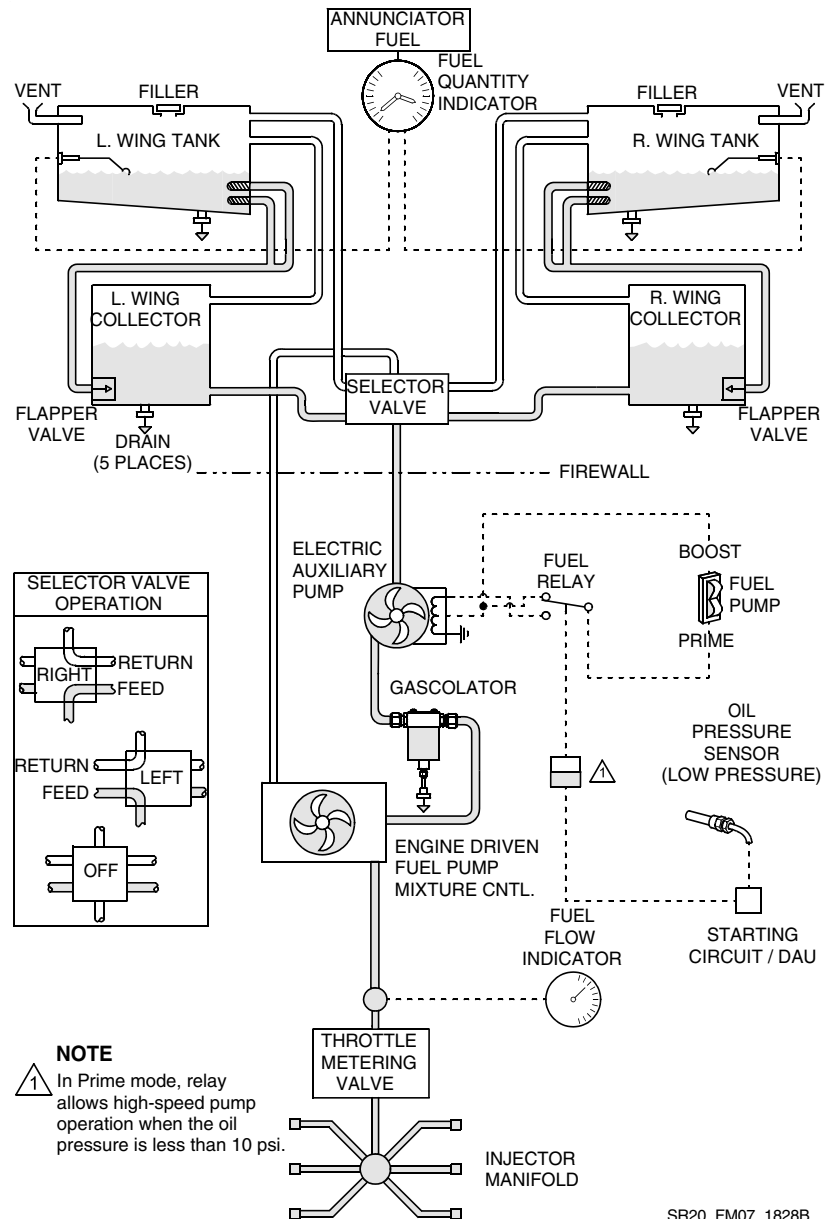 ANNUNCIATOR
FUEL
FUEL
QUANTITY
INDICATOR
VENT
FILLER
FILLER
VENT
L. WING TANK
R. WING TANK
L. WING
COLLECTOR
R. WING
COLLECTOR
SELECTOR
VALVE
FLAPPER
VALVE
DRAIN
(5 PLACES)
FLAPPER
VALVE
FIREWALL
ELECTRIC
AUXILIARY
PUMP
FUEL
RELAY
BOOST
FUEL
PUMP
PRIME
SELECTOR VALVE
OPERATION
RIGHT
RETURN
FEED
RETURN
FEED
LEFT
OFF
GASCOLATOR
OIL
PRESSURE
SENSOR
(LOW PRESSURE)
1
ENGINE DRIVEN
FUEL PUMP
MIXTURE CNTL.
STARTING
CIRCUIT / DAU
FUEL
FLOW
INDICATOR
THROTTLE
METERING
VALVE
NOTE
1
In Prime mode, relay
allows high-speed pump
operation when the oil
pressure is less than 10 psi.
INJECTOR
MANIFOLD
SR20_FM07_1828B